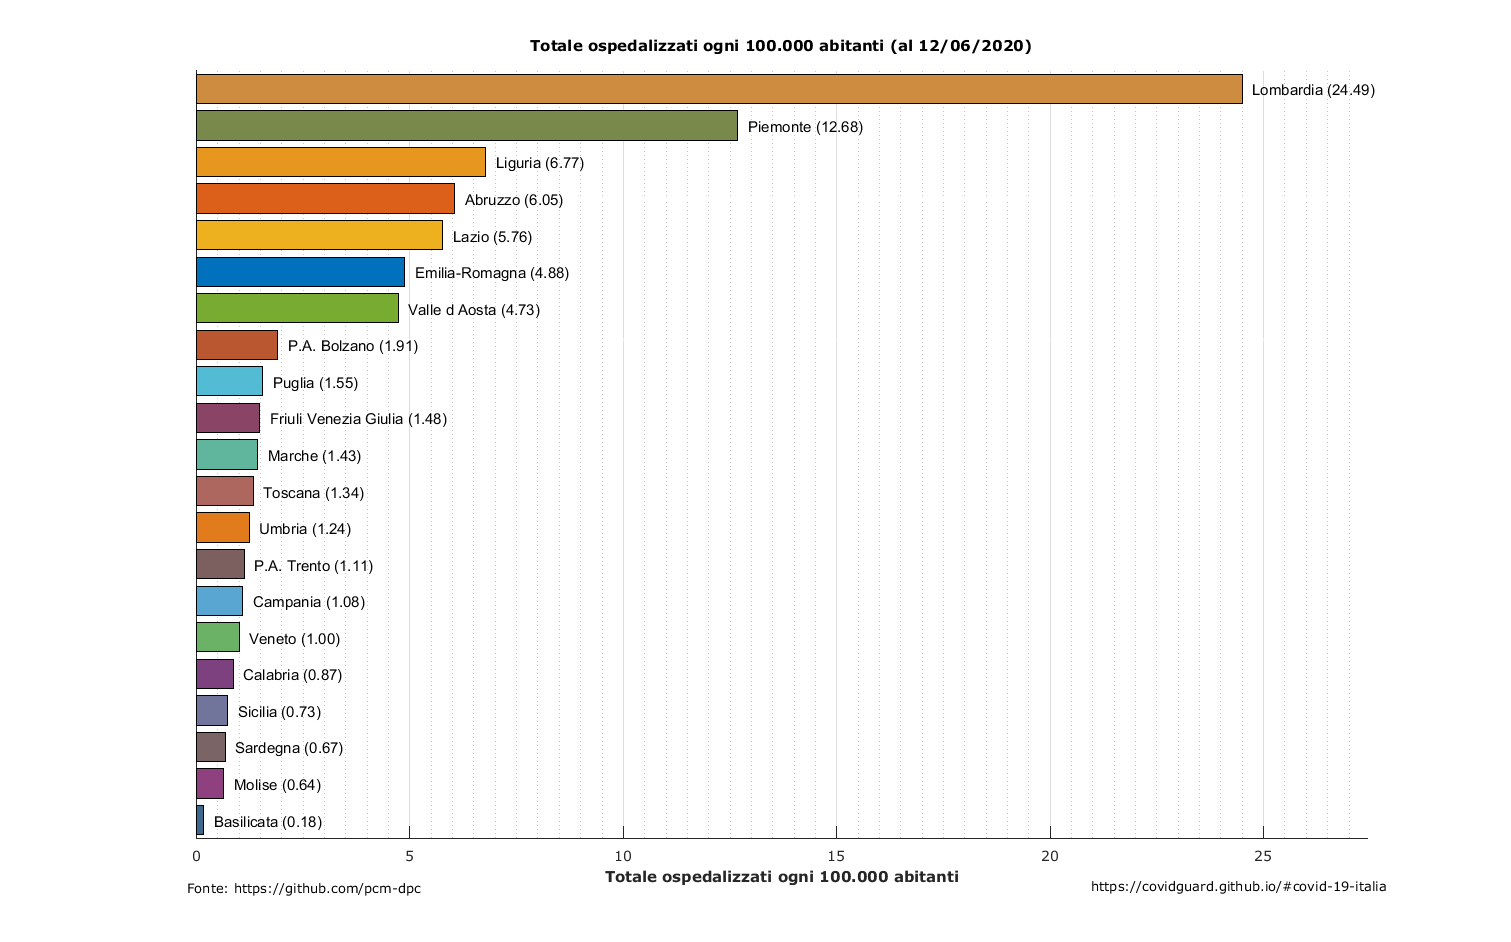 Totale ospedalizzati ogni 100.000 abitanti (al 12/06/2020)
Lombardia (24.49)
Piemonte (12.68)
Liguria (6.77)
Abruzzo (6.05)
Lazio (5.76)
Emilia-Romagna (4.88)
Valle d Aosta (4.73)
P.A. Bolzano (1.91)
Puglia (1.55)
Friuli Venezia Giulia (1.48)
Marche (1.43)
Toscana (1.34)
Umbria (1.24)
P.A. Trento (1.11)
Campania (1.08)
Veneto (1.00)
Calabria (0.87)
Sicilia (0.73)
Sardegna (0.67)
Molise (0.64)
Basilicata (0.18)
0 5 10 15 20 25
Totale ospedalizzati ogni 100.000 abitanti
Fonte: https://github.com/pcm-dpc
https://covidguard.github.io/#covid-19-italia